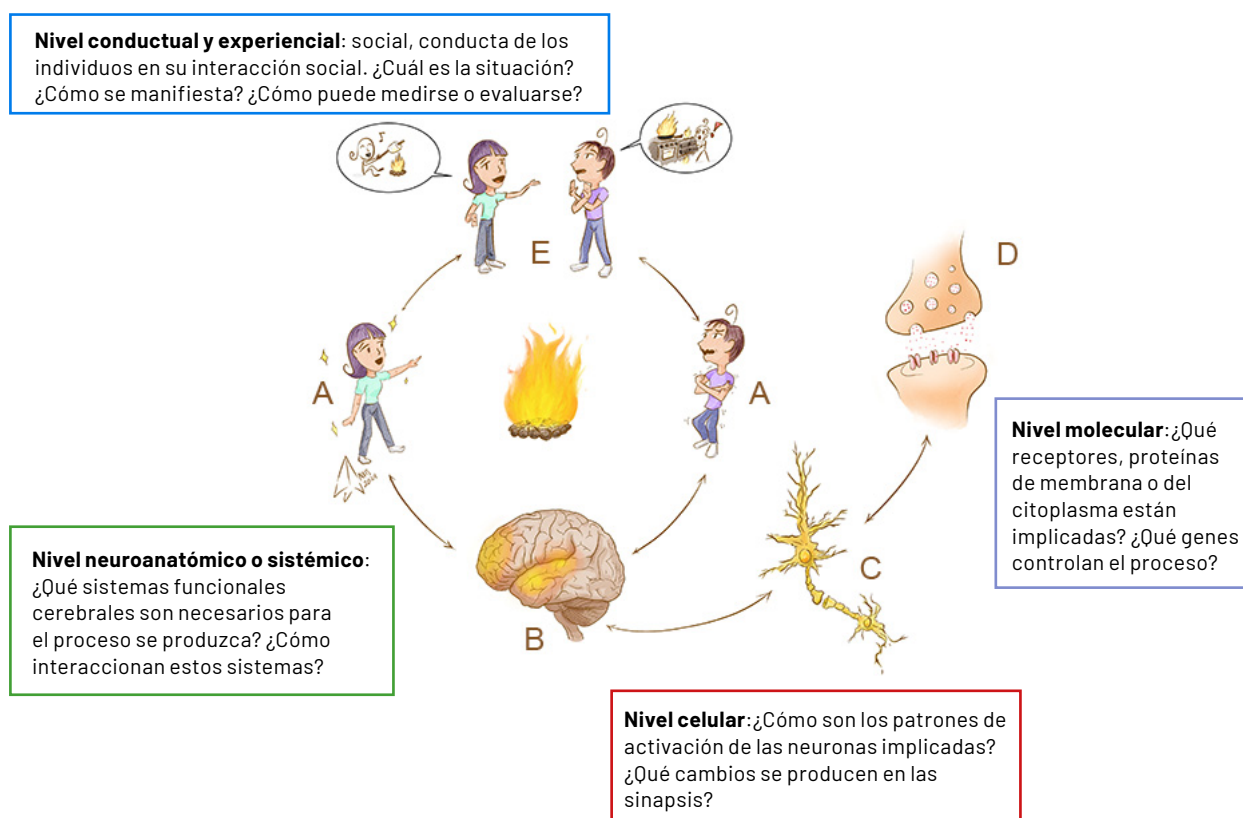 Nivel conductual y experiencial: social, conducta de los
individuos en su interacción social. ¿Cuál es la situación?
¿Cómo se manifiesta? ¿Cómo puede medirse o evaluarse?
E
D
A
A
Nivel molecular:¿Qué
receptores, proteínas
de membrana o del
citoplasma están
implicadas? ¿Qué genes
controlan el proceso?
Nivel neuroanatómico o sistémico:
¿Qué sistemas funcionales
cerebrales son necesarios para
el proceso se produzca? ¿Cómo
interaccionan estos sistemas?
B
C
Nivel celular:¿Cómo son los patrones de
activación de las neuronas implicadas?
¿Qué cambios se producen en las
sinapsis?